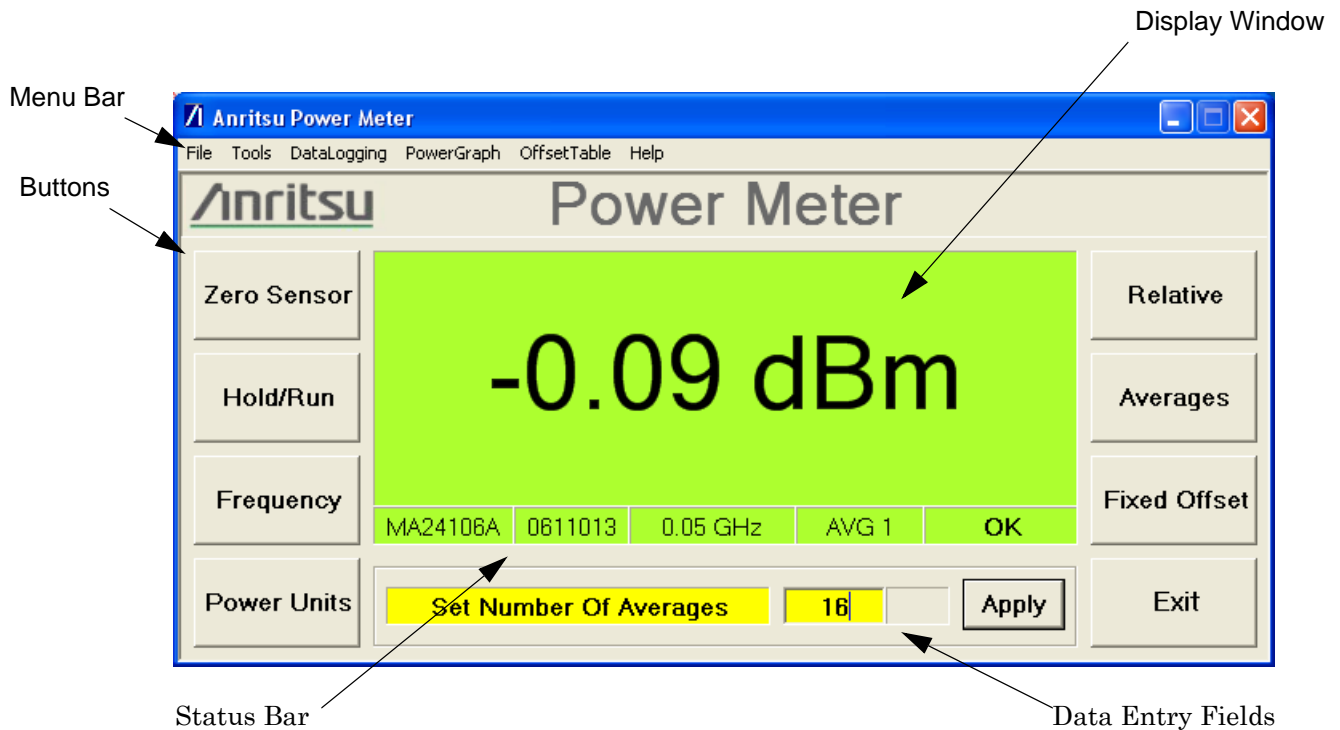 Display Window
Menu Bar
Anritsu Power Meter
File Tools DataLogging PowerGraph OffsetTable Help
Buttons
Anritsu Power Meter
Zero Sensor
Relative
-0.09 dBm
Hold/Run
Averages
Frequency
Fixed Offset
MA24106A 0611013 0.05 GHz AVG 1 OK
Power Units
Set Number Of Averages 16 Apply
Exit
Status Bar
Data Entry Fields